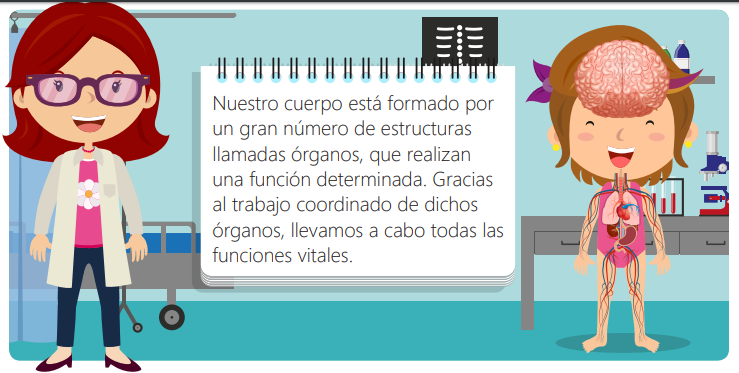 Nuestro cuerpo está formado por
un gran número de estructuras
llamadas órganos, que realizan
una función determinada. Gracias
al trabajo coordinado de dichos
órganos, llevamos a cabo todas las
funciones vitales.